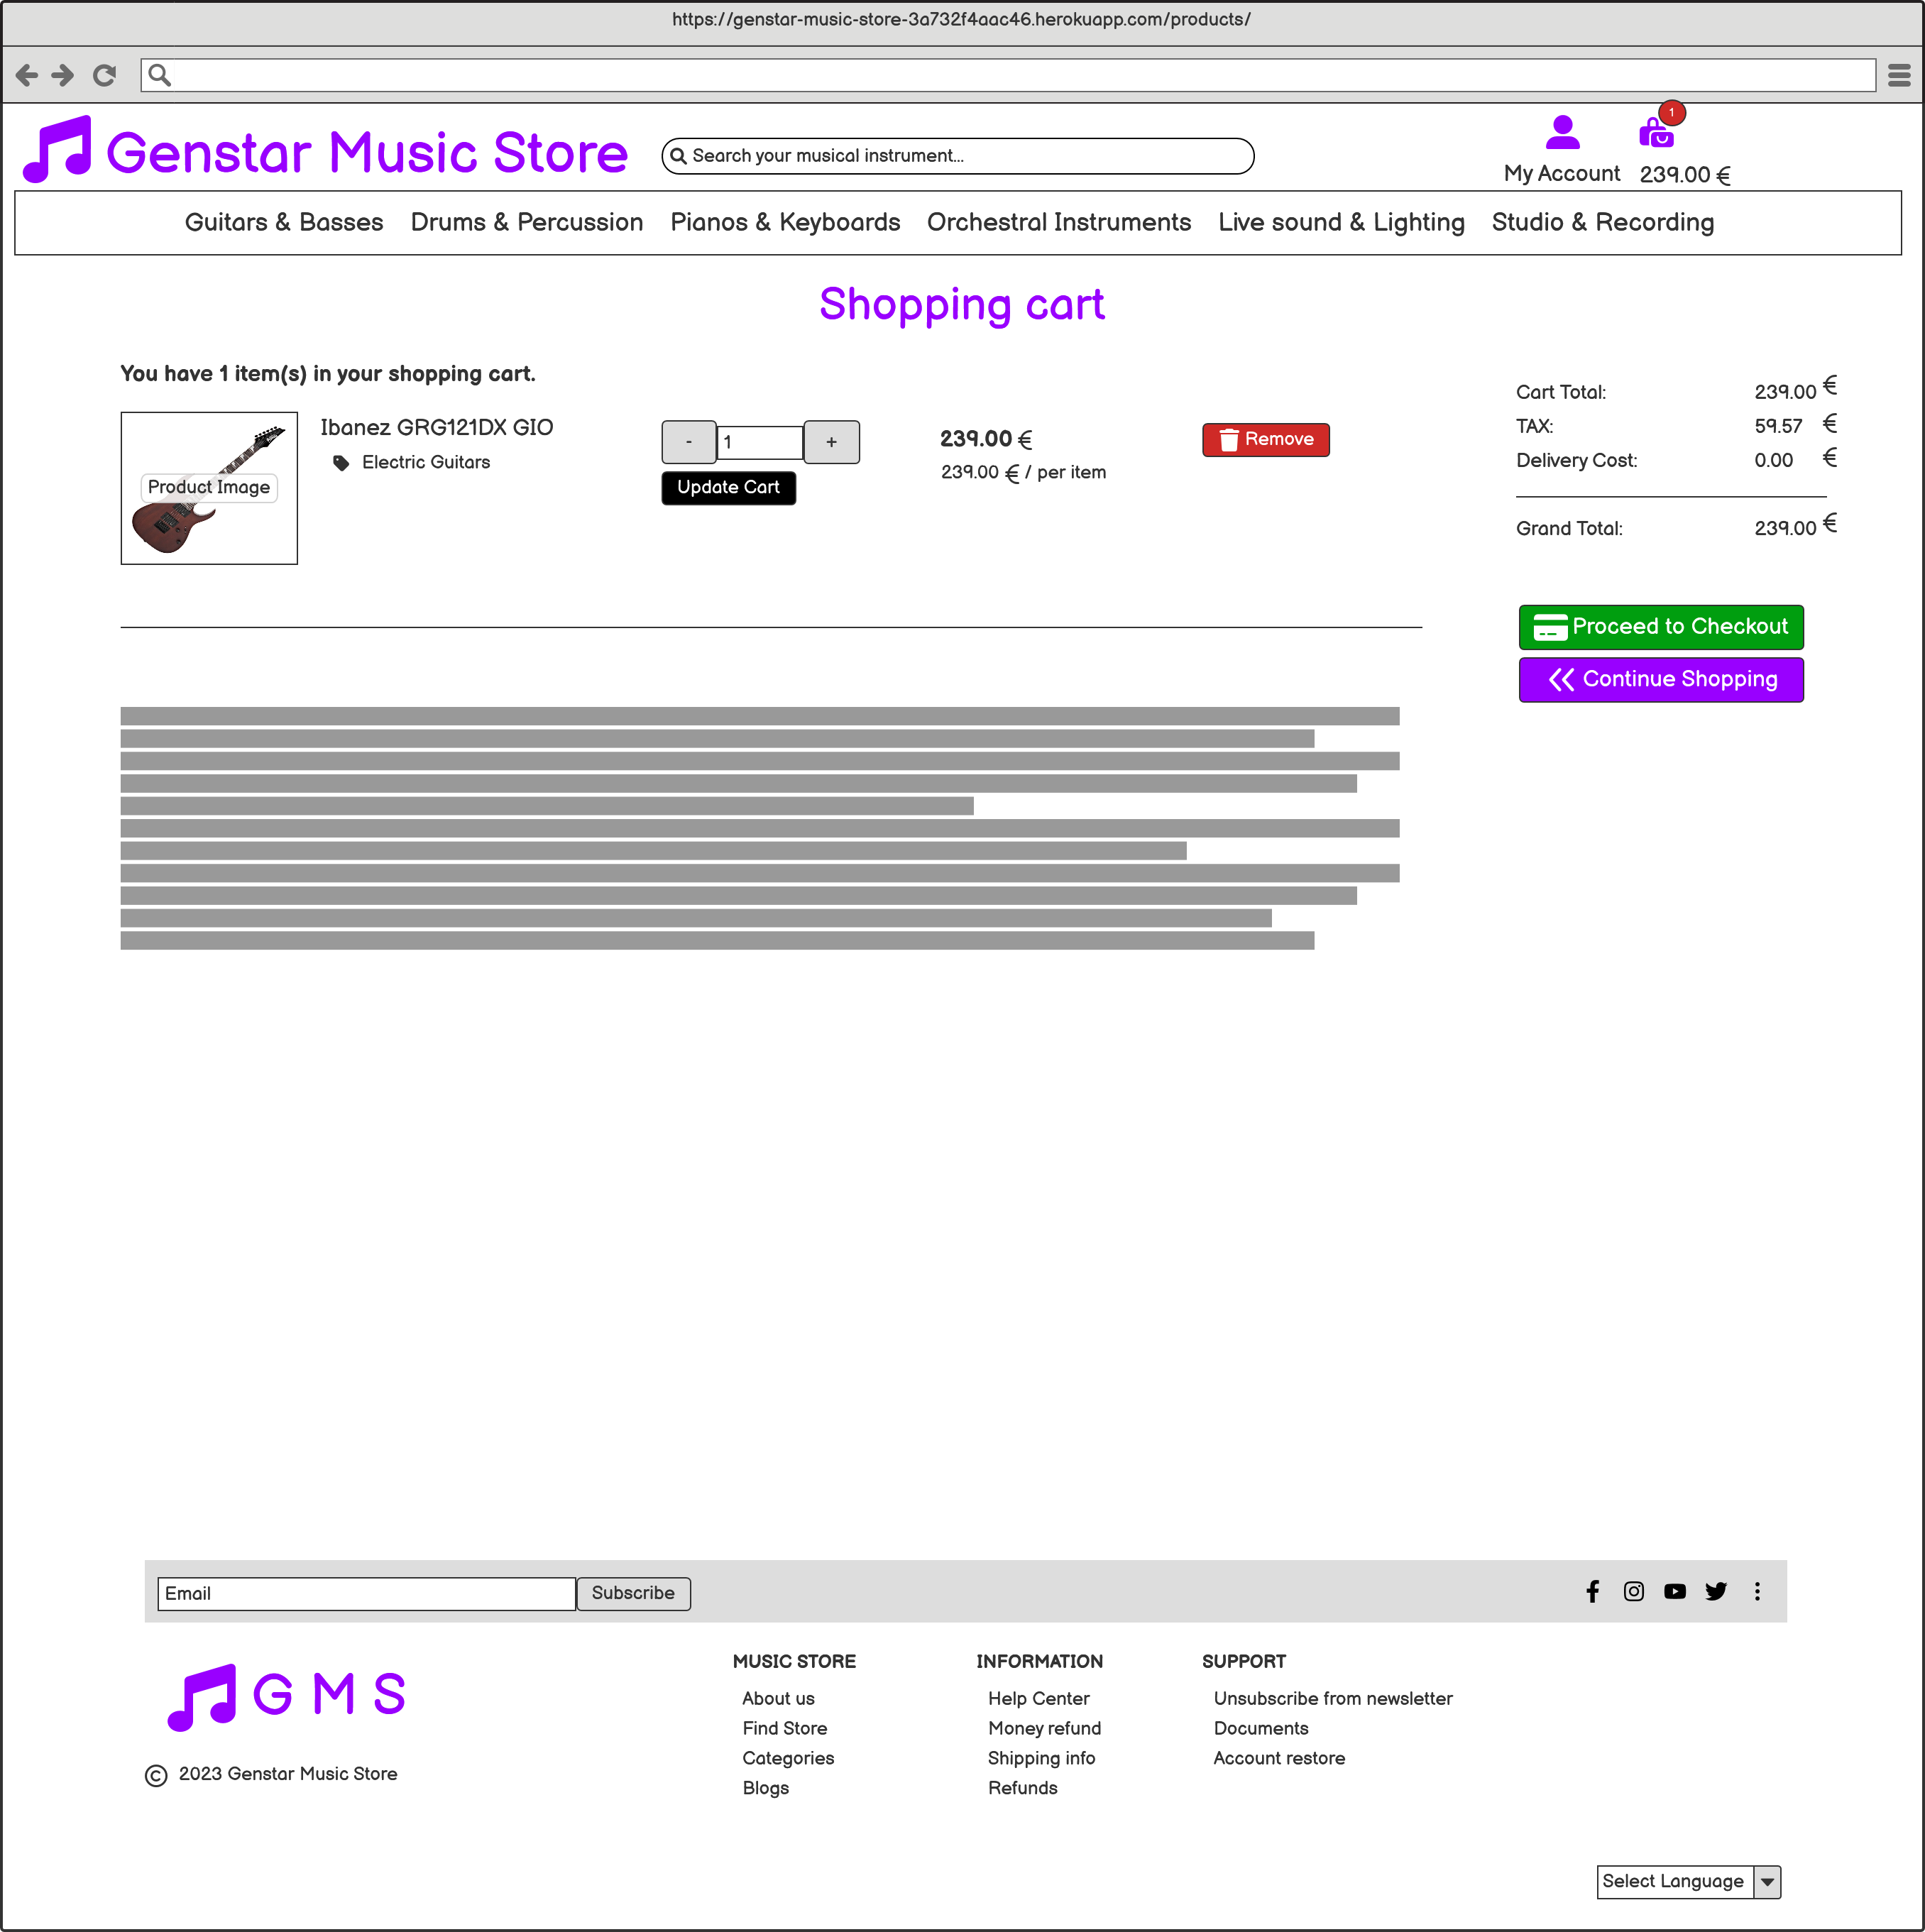 https://genstar-music-store-3a732f4aac46.herokuapp.com/products/
Genstar Music Store
Search your musical instrument...
1
My Account
239.00 €
Guitars & Basses Drums & Percussion Pianos & Keyboards Orchestral Instruments Live sound & Lighting Studio & Recording
Shopping cart
You have 1 item(s) in your shopping cart.
Product Image
Ibanez GRG121DX GIO
Electric Guitars
- 1 +
Update Cart
239.00 €
239.00 € / per item
Remove
Cart Total: 239.00 €
TAX: 59.57 €
Delivery Cost: 0.00 €
Grand Total: 239.00 €
Proceed to Checkout
Continue Shopping
Email
Subscribe
G M S
© 2023 Genstar Music Store
MUSIC STORE
About us
Find Store
Categories
Blogs
INFORMATION
Help Center
Money refund
Shipping info
Refunds
SUPPORT
Unsubscribe from newsletter
Documents
Account restore
Select Language